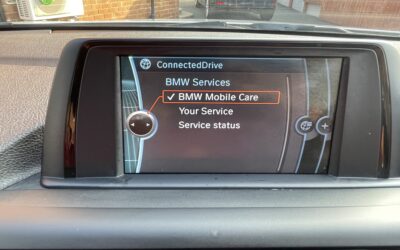 ConnectedDrive
BMW Services
BMW Mobile Care
Your Service
Service status